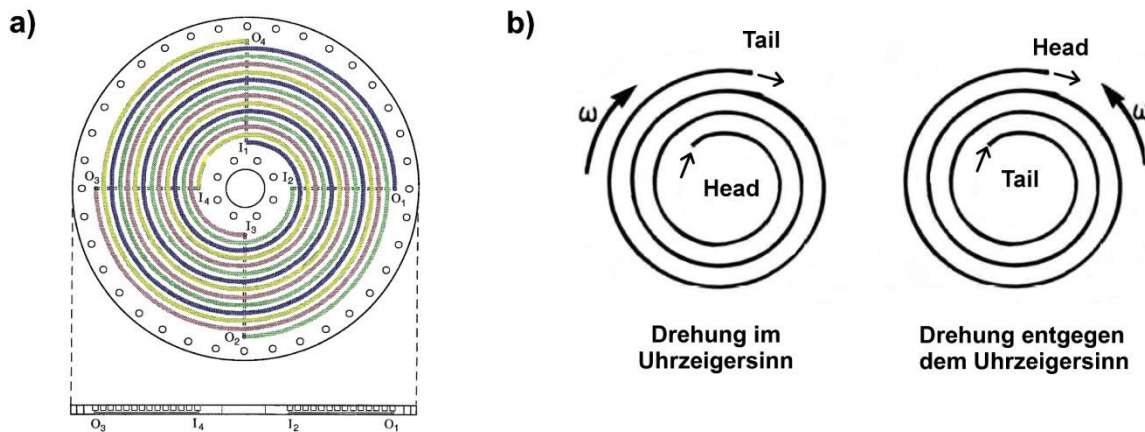 a)
O₄
I₁
O₃
I₄
I₂
O₁
I₃
O₂
O₃
I₄
I₂
O₁
b)
Tail
ω
Head
Drehung im
Uhrzeigersinn
Head
ω
Tail
Drehung entgegen
dem Uhrzeigersinn